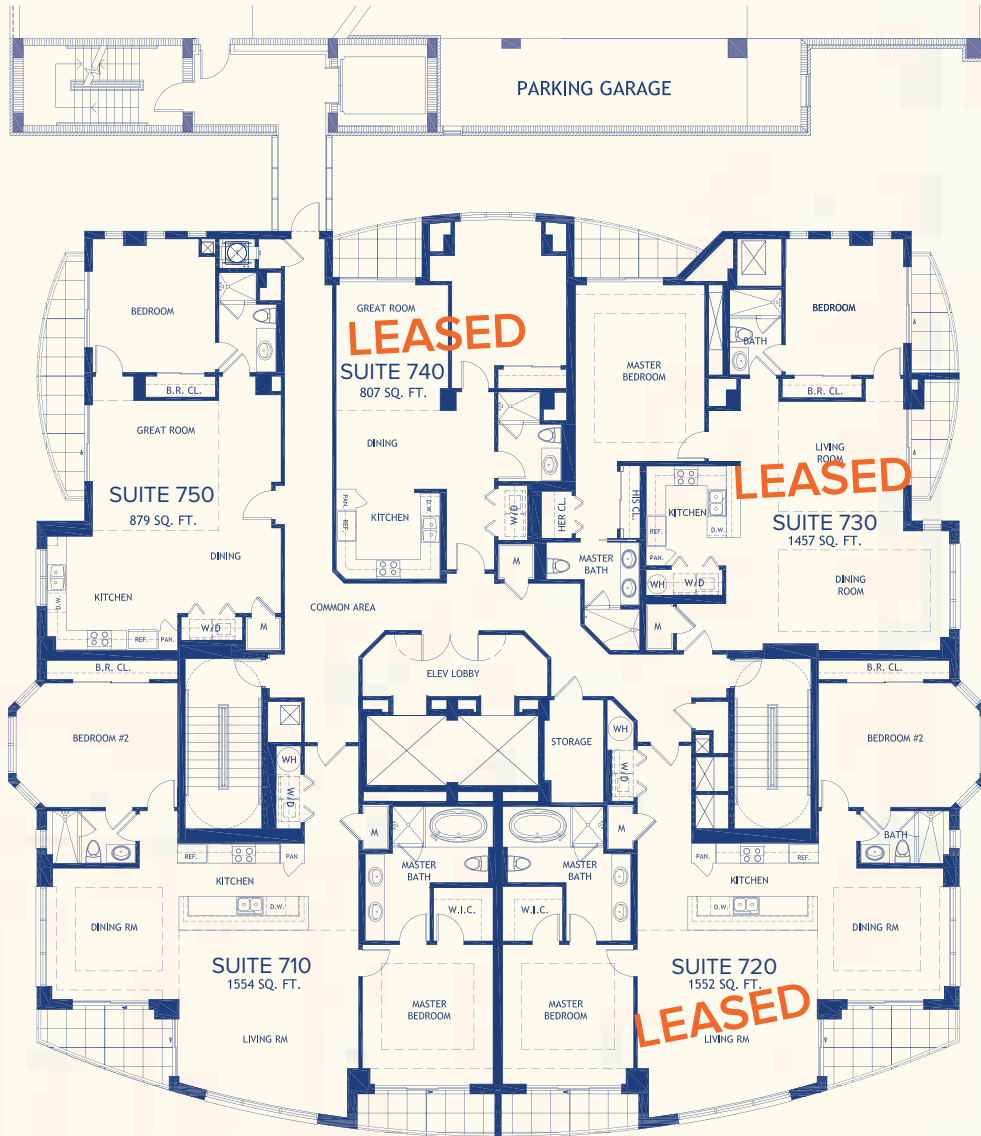 PARKING GARAGE
BEDROOM
B.R. CL.
GREAT ROOM
SUITE 750
879 SQ. FT.
DINING
KITCHEN
D.W.
REF.
PAN.
W/D
M
GREAT ROOM
LEASED
SUITE 740
807 SQ. FT.
DINING
PAN.
REF.
KITCHEN
D.W.
W/D
M
MASTER
BEDROOM
HER CL.
HIS CL.
MASTER
BATH
BATH
BEDROOM
B.R. CL.
LIVING
ROOM
LEASED
SUITE 730
1457 SQ. FT.
KITCHEN
REF.
D.W.
PAN.
WH
W/D
M
DINING
ROOM
COMMON AREA
ELEV LOBBY
STORAGE
B.R. CL.
BEDROOM #2
WH
W/D
M
REF.
PAN
KITCHEN
D.W.
DINING RM
MASTER
BATH
W.I.C.
SUITE 710
1554 SQ. FT.
LIVING RM
MASTER
BEDROOM
WH
W/D
M
MASTER
BATH
W.I.C.
MASTER
BEDROOM
B.R. CL.
BEDROOM #2
BATH
PAN.
REF.
KITCHEN
D.W.
DINING RM
SUITE 720
1552 SQ. FT.
LEASED
LIVING RM